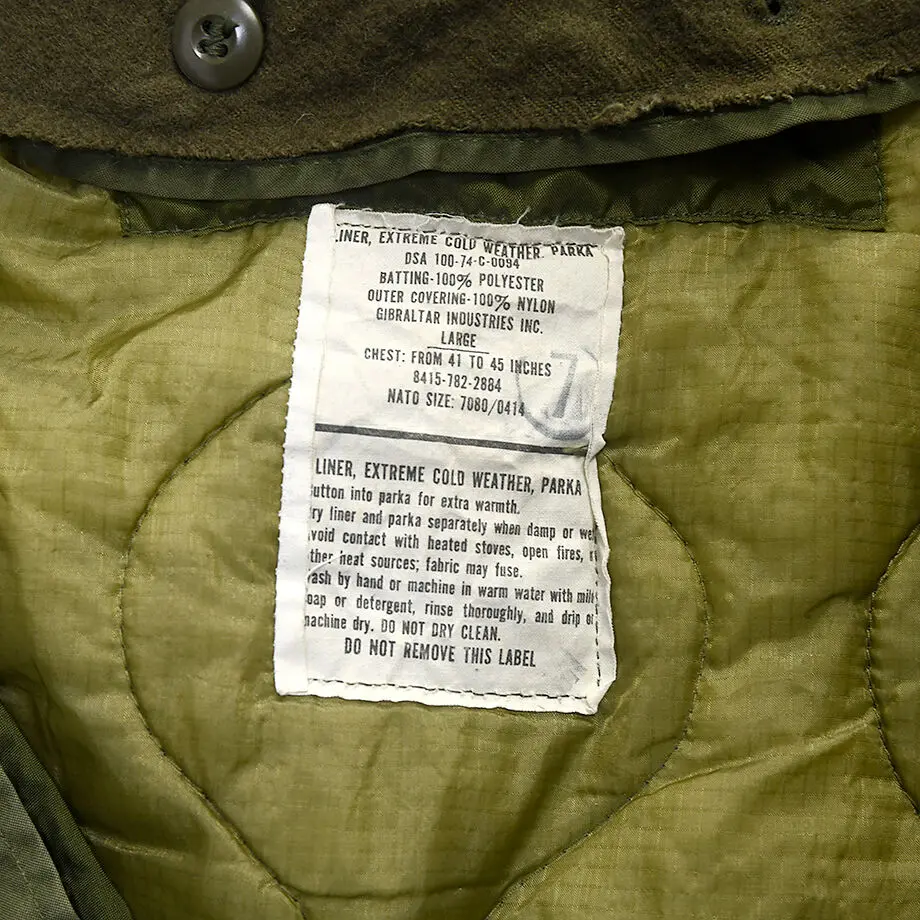 .INER, EXTREME COLD WEATHER, PARKA
DSA 100-74-C-0094
BATTING-100% POLYESTER
OUTER COVERING-100% NYLON
GIBRALTAR INDUSTRIES INC.
LARGE
CHEST: FROM 41 TO 45 INCHES
8415-782-2884
NATO SIZE: 7080/0414
7
LINER, EXTREME COLD WEATHER, PARKA
utton into parka for extra warmth.
ry liner and parka separately when damp or we
void contact with heated stoves, open fires,
ther heat sources; fabric may fuse.
ash by hand or machine in warm water with mil
oap or detergent, rinse thoroughly, and drip or
machine dry. DO NOT DRY CLEAN.
DO NOT REMOVE THIS LABEL